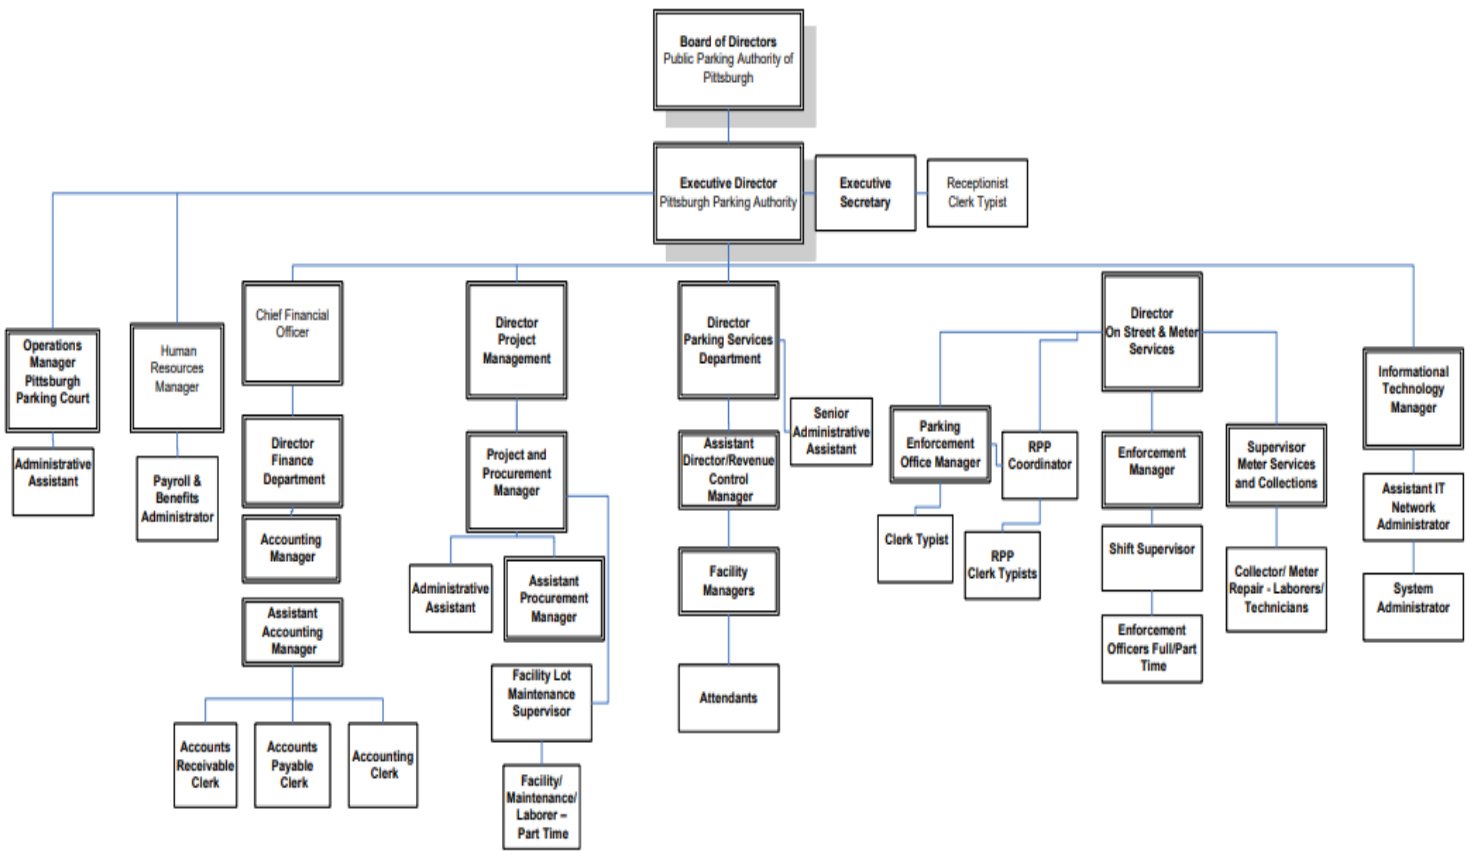 Board of Directors
Public Parking Authority of
Pittsburgh
Executive Director
Pittsburgh Parking Authority
Executive
Secretary
Receptionist
Clerk Typist
Operations
Manager
Pittsburgh
Parking Court
Administrative
Assistant
Human
Resources
Manager
Payroll &
Benefits
Administrator
Chief Financial
Officer
Director
Finance
Department
Accounting
Manager
Assistant
Accounting
Manager
Accounts
Receivable
Clerk
Accounts
Payable
Clerk
Accounting
Clerk
Director
Project
Management
Project and
Procurement
Manager
Administrative
Assistant
Assistant
Procurement
Manager
Facility Lot
Maintenance
Supervisor
Facility/
Maintenance/
Laborer –
Part Time
Director
Parking Services
Department
Senior
Administrative
Assistant
Assistant
Director/Revenue
Control
Manager
Facility
Managers
Attendants
Director
On Street & Meter
Services
Parking
Enforcement
Office Manager
Clerk Typist
RPP
Coordinator
RPP
Clerk Typists
Enforcement
Manager
Shift Supervisor
Enforcement
Officers Full/Part
Time
Supervisor
Meter Services
and Collections
Collector/ Meter
Repair - Laborers/
Technicians
Informational
Technology
Manager
Assistant IT
Network
Administrator
System
Administrator